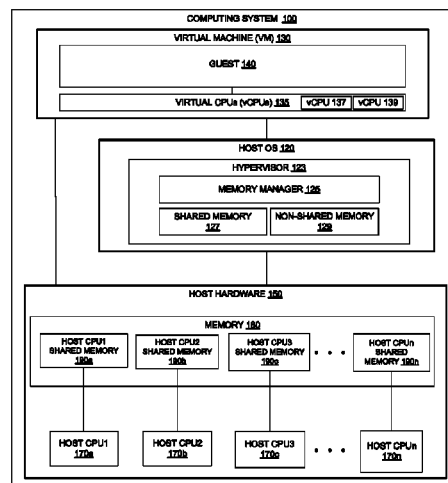 COMPUTING SYSTEM 100
VIRTUAL MACHINE (VM) 130
GUEST 140
VIRTUAL CPUs (vCPUs) 135
vCPU 137
vCPU 139
HOST OS 120
HYPERVISOR 123
MEMORY MANAGER 125
SHARED MEMORY
127
NON-SHARED MEMORY
129
HOST HARDWARE 150
MEMORY 180
HOST CPU1
SHARED MEMORY
190a
HOST CPU2
SHARED MEMORY
190b
HOST CPU3
SHARED MEMORY
190c
HOST CPUn
SHARED
MEMORY 190n
HOST CPU1
170a
HOST CPU2
170b
HOST CPU3
170c
HOST CPUn
170n